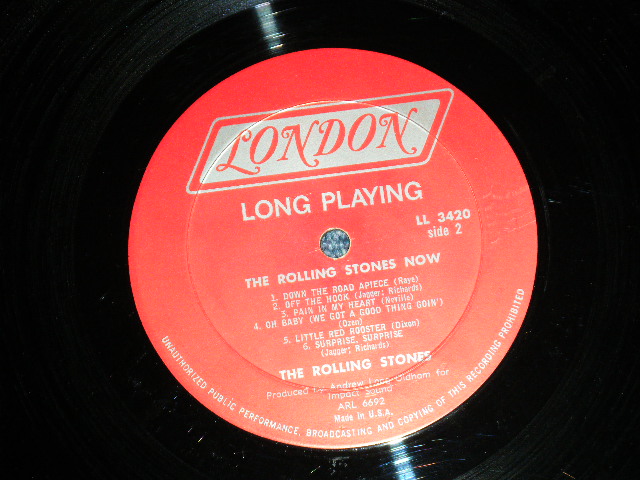 LONDON
LONG PLAYING
LL 3420
side 2
THE ROLLING STONES NOW
1. DOWN THE ROAD APIECE (Raye)
2. OFF THE HOOK (Jagger; Richards)
3. PAIN IN MY HEART (Neville)
4. OH BABY (WE GOT A GOOD THING GOIN')
(Ozen)
5. LITTLE RED ROOSTER (Dixon)
6. SURPRISE, SURPRISE
(Jagger; Richards)
THE ROLLING STONES
Produced by Andrew Loog Oldham for
Impact Sound
ARL 6692
Made in U.S.A.
UNAUTHORIZED PUBLIC PERFORMANCE, BROADCASTING AND COPYING OF THIS RECORDING PROHIBITED